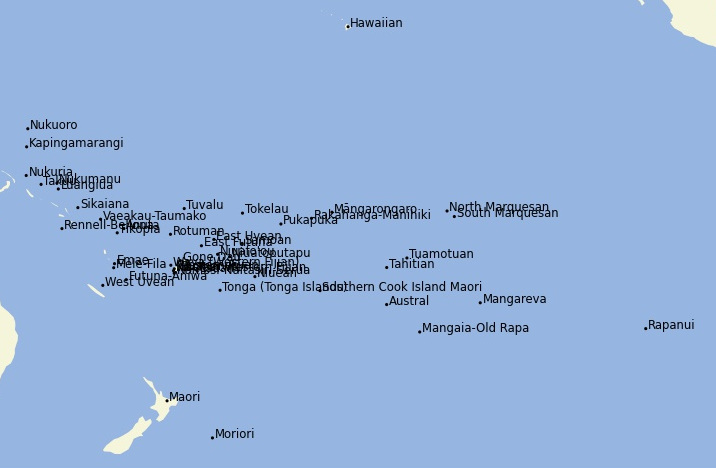 Hawaiian
Nukuoro
Kapingamarangi
Nukuria
Nukumanu
Luangiua
Sikaiana
Tuvalu
Tokelau
Māngarongaro
Rakahanga-Manihiki
North Marquesan
South Marquesan
Vaeakau-Taumako
Pukapuka
Rennell-Bellona
Anuta
Tikopia
Rotuman
East Uvean
East Futuna
Samoan
Niuafo'ou
Niuatoputapu
Tuamotuan
Tahitian
Emae
Mele-Fila
Futuna-Aniwa
West Uvean
Niuean
Tonga (Tonga Islands)
Southern Cook Island Maori
Austral
Mangareva
Mangaia-Old Rapa
Rapanui
Maori
Moriori